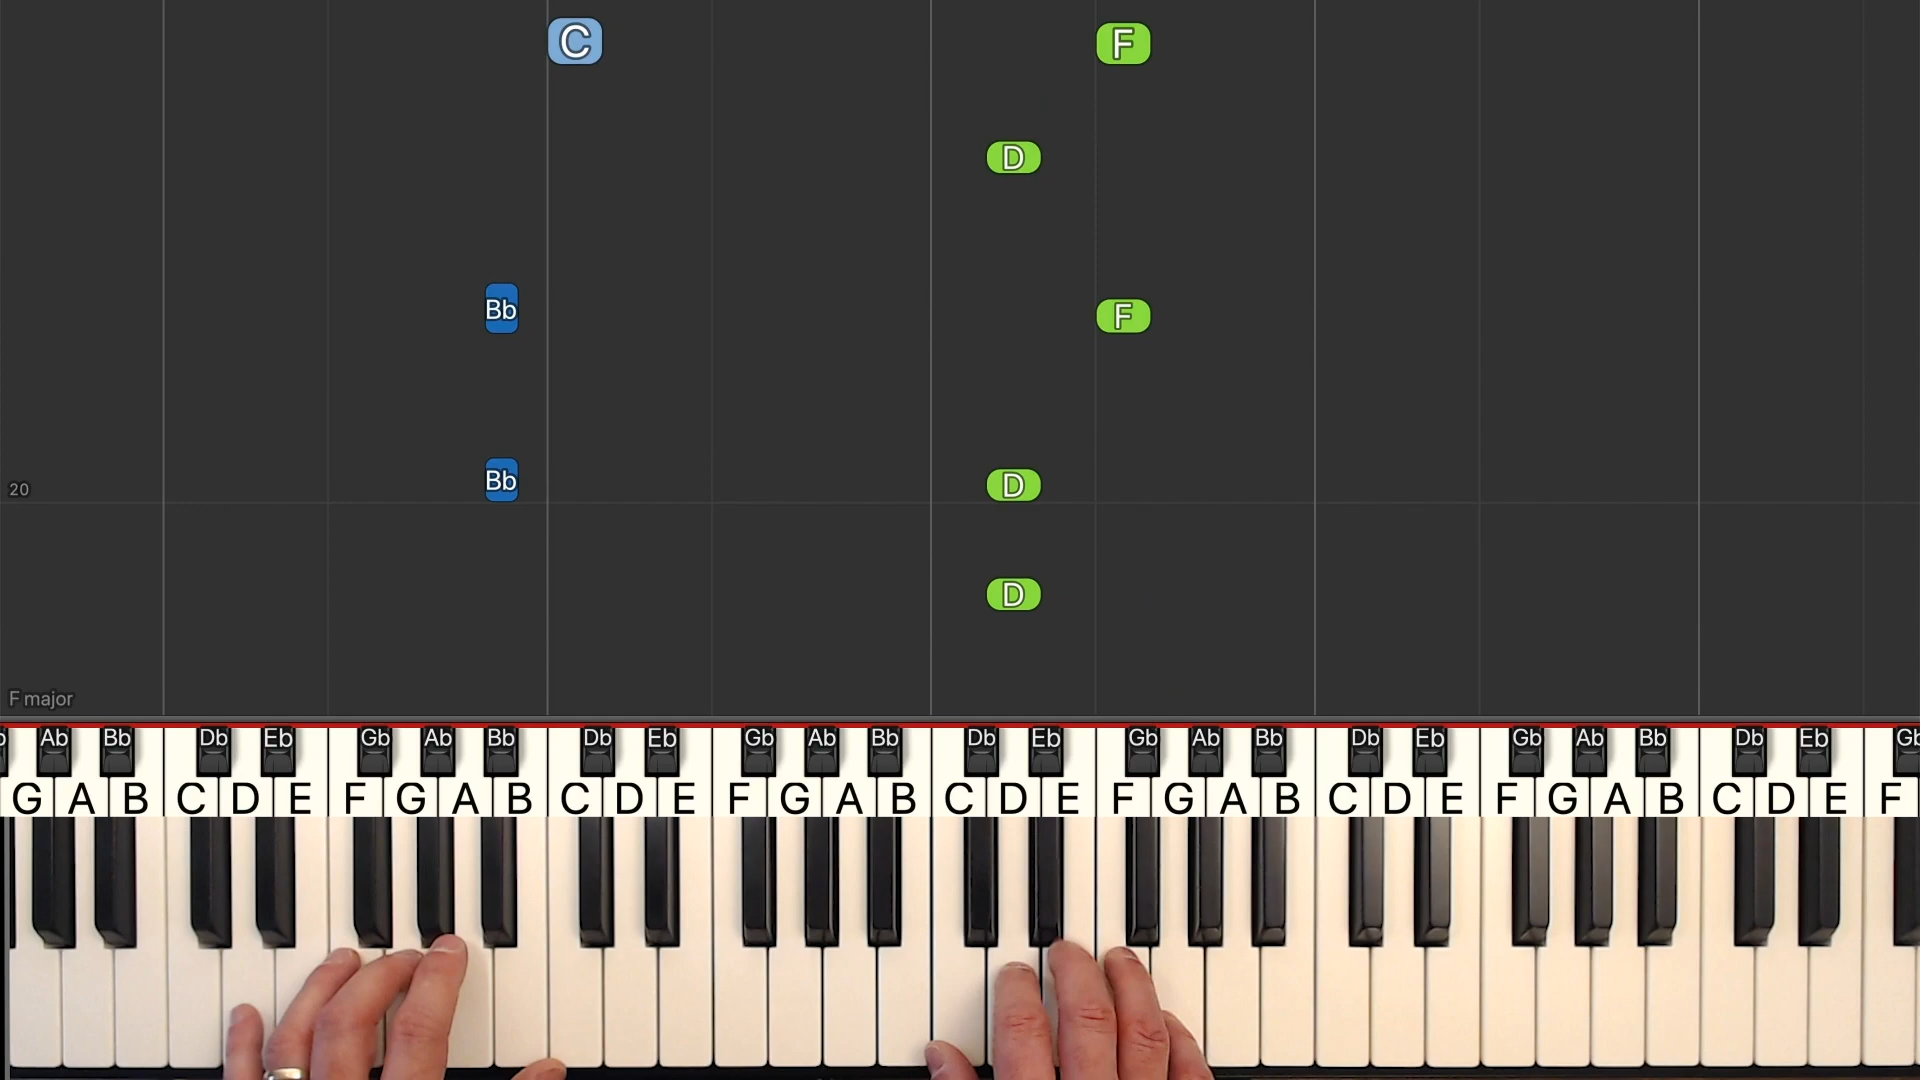 C F
D
Bb F
Bb D
20
D
F major
Ab Bb Db Eb Gb Ab Bb Db Eb Gb Ab Bb Db Eb Gb Ab Bb Db Eb Gb Ab Bb Db Eb Gb
G A B C D E F G A B C D E F G A B C D E F G A B C D E F G A B C D E F